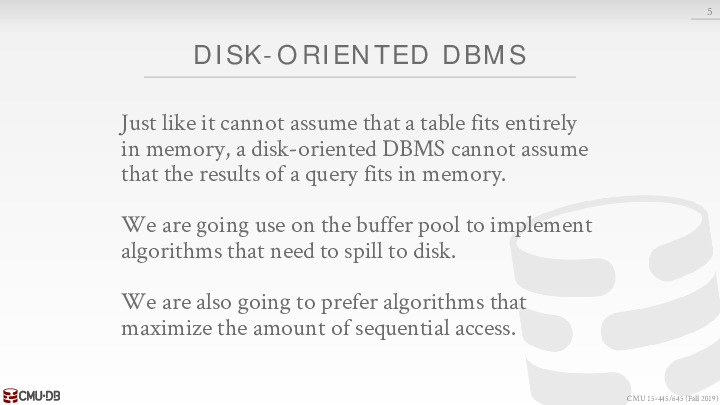 5
DISK-ORIENTED DBMS
Just like it cannot assume that a table fits entirely
in memory, a disk-oriented DBMS cannot assume
that the results of a query fits in memory.
We are going use on the buffer pool to implement
algorithms that need to spill to disk.
We are also going to prefer algorithms that
maximize the amount of sequential access.
CMU·DB
CMU 15-445/645 (Fall 2019)